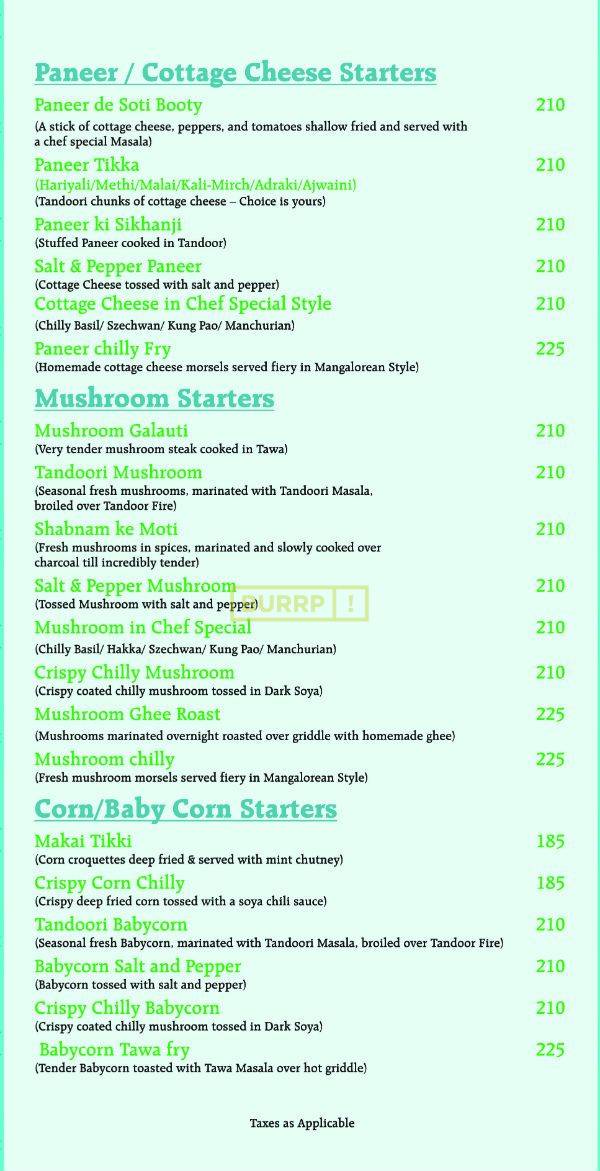 Paneer / Cottage Cheese Starters
Paneer de Soti Booty 210
(A stick of cottage cheese, peppers, and tomatoes shallow fried and served with
a chef special Masala)
Paneer Tikka 210
(Hariyali/Methi/Malai/Kali-Mirch/Adraki/Ajwaini)
(Tandoori chunks of cottage cheese – Choice is yours)
Paneer ki Sikhanji 210
(Stuffed Paneer cooked in Tandoor)
Salt & Pepper Paneer 210
(Cottage Cheese tossed with salt and pepper)
Cottage Cheese in Chef Special Style 210
(Chilly Basil/ Szechwan/ Kung Pao/ Manchurian)
Paneer chilly Fry 225
(Homemade cottage cheese morsels served fiery in Mangalorean Style)
Mushroom Starters
Mushroom Galauti 210
(Very tender mushroom steak cooked in Tawa)
Tandoori Mushroom 210
(Seasonal fresh mushrooms, marinated with Tandoori Masala,
broiled over Tandoor Fire)
Shabnam ke Moti 210
(Fresh mushrooms in spices, marinated and slowly cooked over
charcoal till incredibly tender)
Salt & Pepper Mushroom 210
(Tossed Mushroom with salt and pepper)
BURRP !
Mushroom in Chef Special 210
(Chilly Basil/ Hakka/ Szechwan/ Kung Pao/ Manchurian)
Crispy Chilly Mushroom 210
(Crispy coated chilly mushroom tossed in Dark Soya)
Mushroom Ghee Roast 225
(Mushrooms marinated overnight roasted over griddle with homemade ghee)
Mushroom chilly 225
(Fresh mushroom morsels served fiery in Mangalorean Style)
Corn/Baby Corn Starters
Makai Tikki 185
(Corn croquettes deep fried & served with mint chutney)
Crispy Corn Chilly 185
(Crispy deep fried corn tossed with a soya chili sauce)
Tandoori Babycorn 210
(Seasonal fresh Babycorn, marinated with Tandoori Masala, broiled over Tandoor Fire)
Babycorn Salt and Pepper 210
(Babycorn tossed with salt and pepper)
Crispy Chilly Babycorn 210
(Crispy coated chilly mushroom tossed in Dark Soya)
Babycorn Tawa fry 225
(Tender Babycorn toasted with Tawa Masala over hot griddle)
Taxes as Applicable